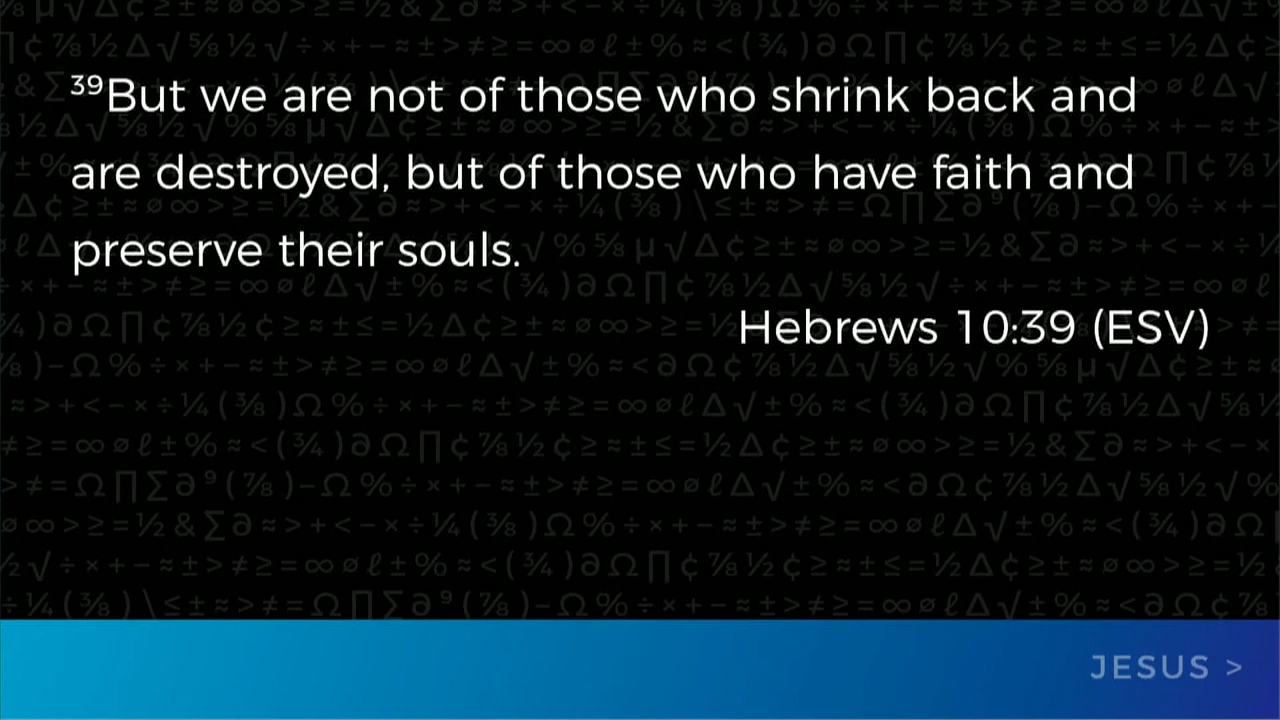 ³⁹But we are not of those who shrink back and
are destroyed, but of those who have faith and
preserve their souls.
Hebrews 10:39 (ESV)
JESUS >